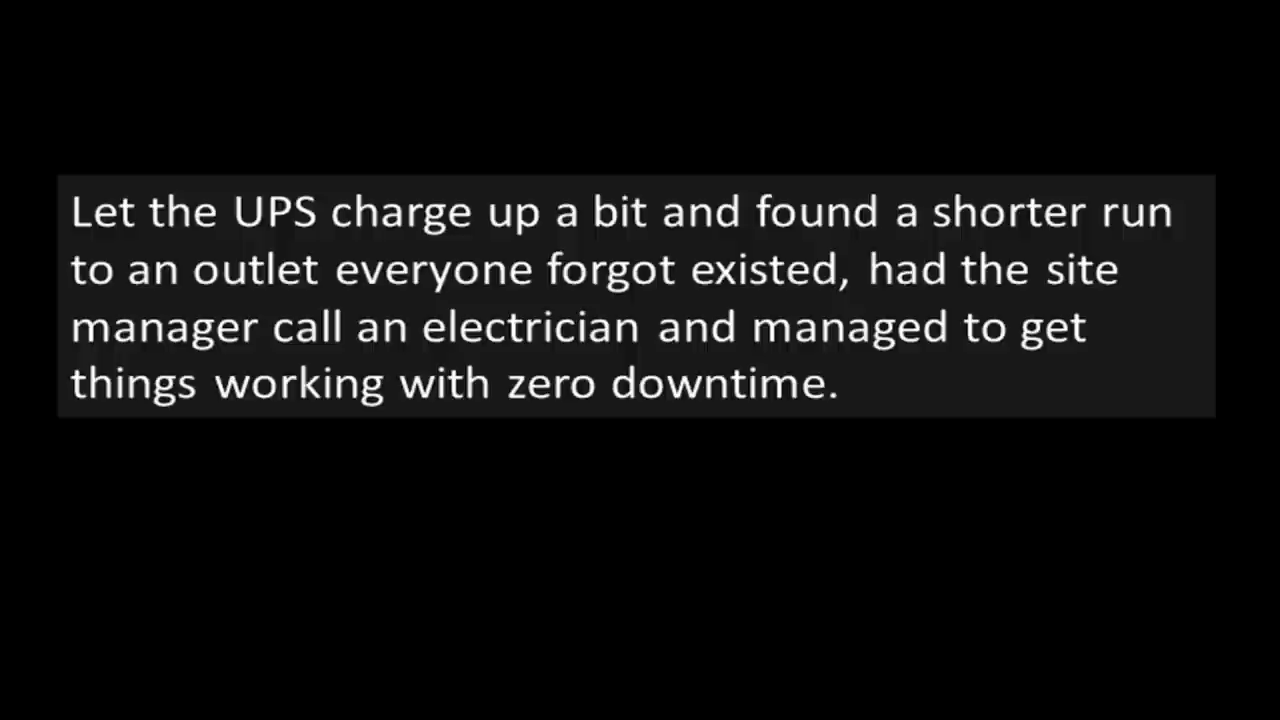 Let the UPS charge up a bit and found a shorter run
to an outlet everyone forgot existed, had the site
manager call an electrician and managed to get
things working with zero downtime.